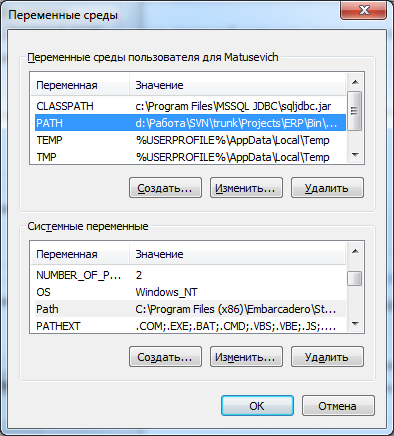 Переменные среды
Переменные среды пользователя для Matusevich
Переменная Значение
CLASSPATH c:\Program Files\MSSQL JDBC\sqljdbc.jar
PATH d:\Работа\SVN\trunk\Projects\ERP\Bin\...
TEMP %USERPROFILE%\AppData\Local\Temp
TMP %USERPROFILE%\AppData\Local\Temp
Создать... Изменить... Удалить
Системные переменные
Переменная Значение
NUMBER_OF_P... 2
OS Windows_NT
Path C:\Program Files (x86)\Embarcadero\St...
PATHEXT .COM;.EXE;.BAT;.CMD;.VBS;.VBE;.JS;....
Создать... Изменить... Удалить
ОК Отмена